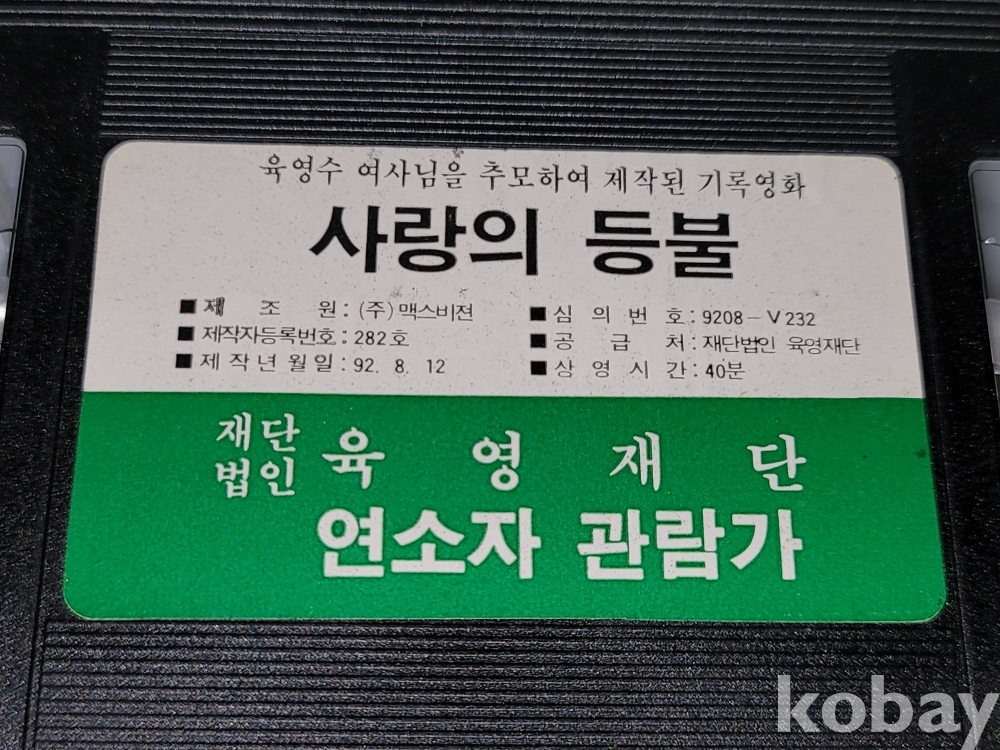 육영수 여사님을 추모하여 제작된 기록영화
사랑의 등불
■제 조 원 : (주)맥스비젼
■제작자등록번호 : 282호
■제작년월일 : 92. 8. 12
■심의번호 : 9208-V232
■공 급 처 : 재단법인 육영재단
■상영시간 : 40분
재단법인 육영재단
연소자 관람가
kobay